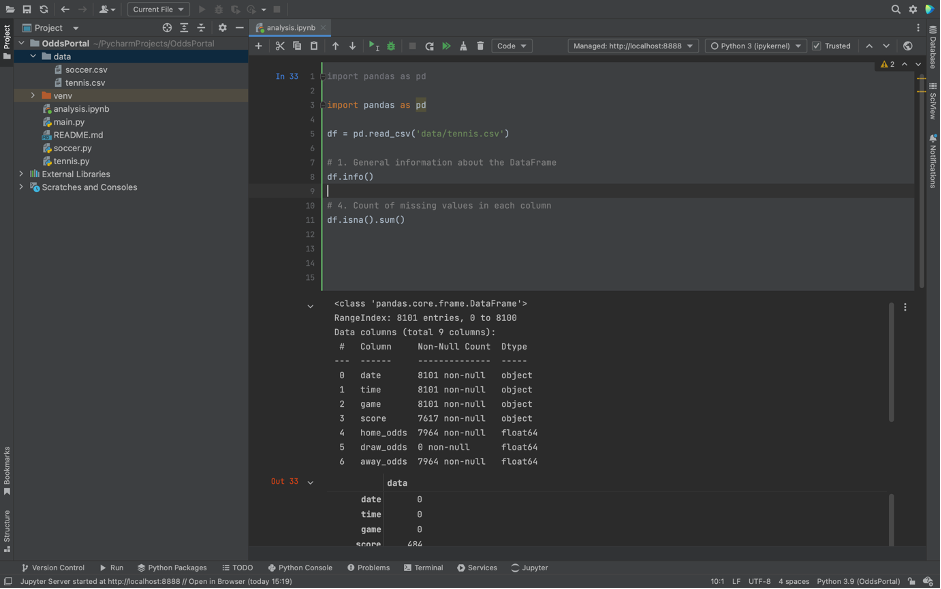 Current File
Project
analysis.ipynb
OddsPortal ~/PycharmProjects/OddsPortal
data
soccer.csv
tennis.csv
venv
analysis.ipynb
main.py
README.md
soccer.py
tennis.py
External Libraries
Scratches and Consoles
Project
Bookmarks
Structure
Code
Managed: http://localhost:8888
Python 3 (ipykernel)
Trusted
2
In 33
1 import pandas as pd
2
3 import pandas as pd
4
5 df = pd.read_csv('data/tennis.csv')
6
7 # 1. General information about the DataFrame
8 df.info()
9
10 # 4. Count of missing values in each column
11 df.isna().sum()
12
13
14
15
<class 'pandas.core.frame.DataFrame'>
RangeIndex: 8101 entries, 0 to 8100
Data columns (total 9 columns):
# Column Non-Null Count Dtype
--- ------ -------------- -----
0 date 8101 non-null object
1 time 8101 non-null object
2 game 8101 non-null object
3 score 7617 non-null object
4 home_odds 7964 non-null float64
5 draw_odds 0 non-null float64
6 away_odds 7964 non-null float64
Out 33
data
date 0
time 0
game 0
score 484
Database
SciView
Notifications
Version Control
Run
Python Packages
TODO
Python Console
Problems
Terminal
Services
Jupyter
Jupyter Server started at http://localhost:8888 // Open in Browser (today 15:19)
10:1 LF UTF-8 4 spaces Python 3.9 (OddsPortal)